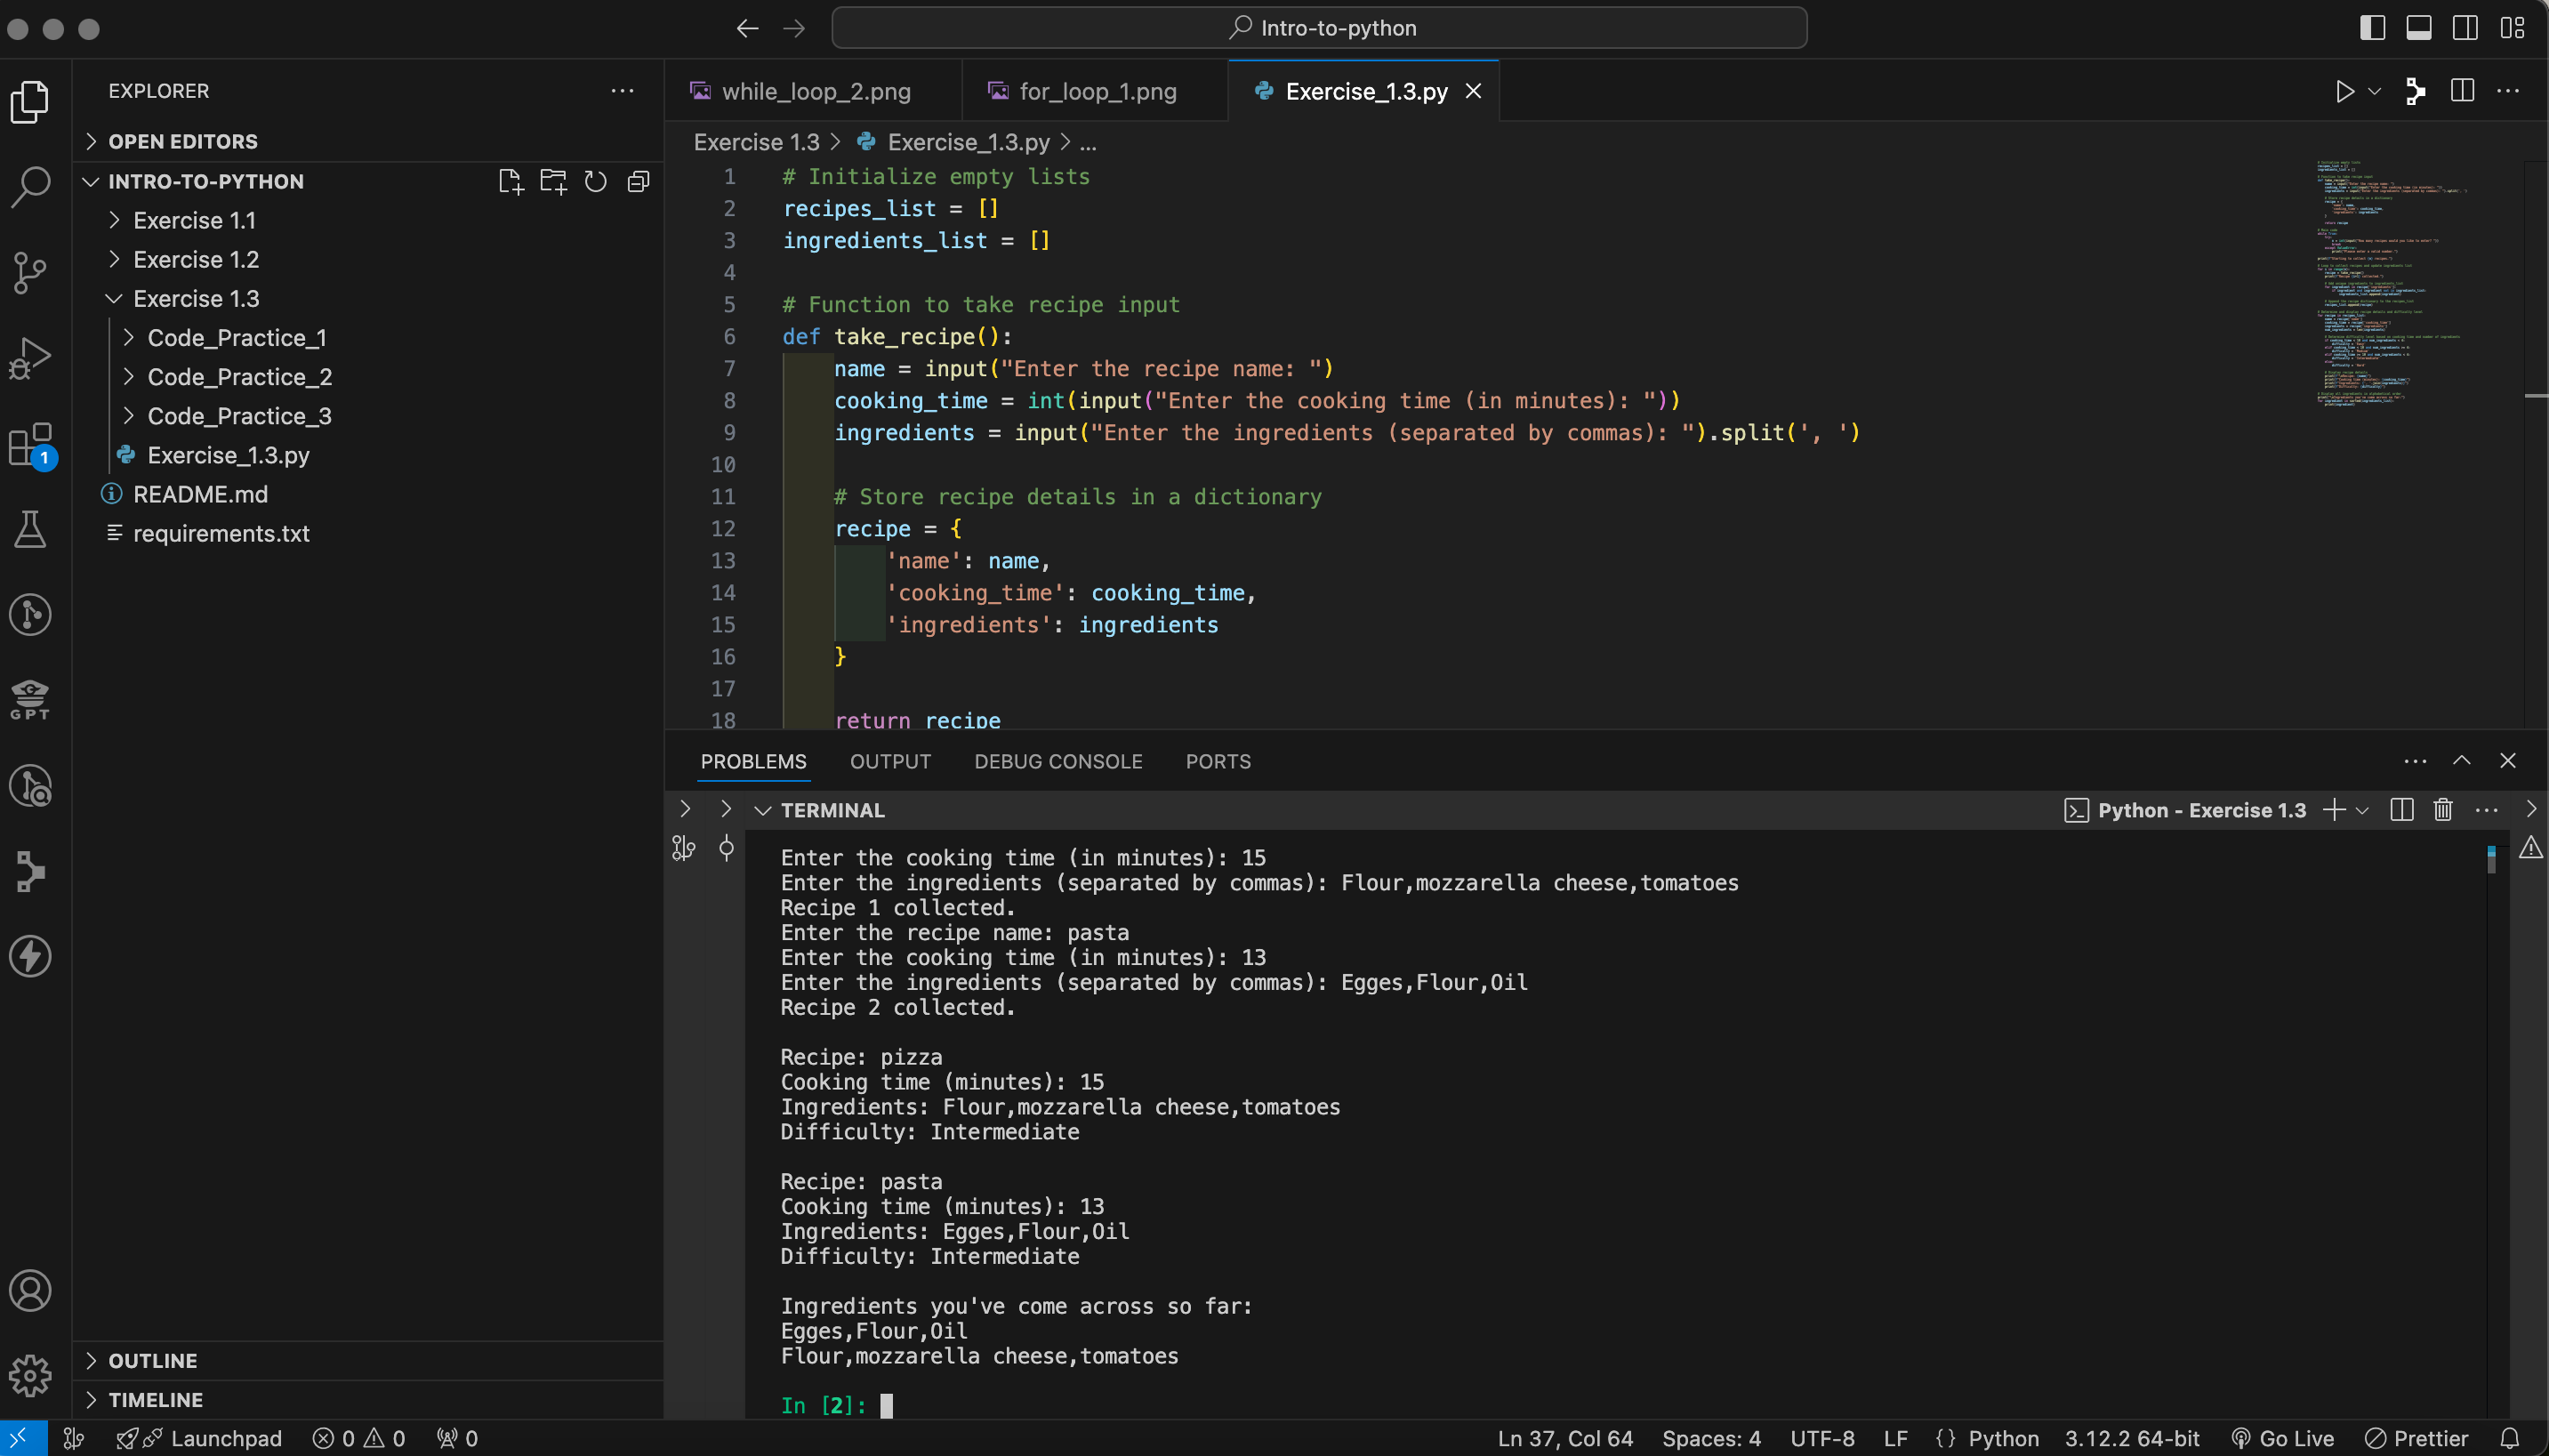 Intro-to-python
EXPLORER
OPEN EDITORS
INTRO-TO-PYTHON
Exercise 1.1
Exercise 1.2
Exercise 1.3
Code_Practice_1
Code_Practice_2
Code_Practice_3
Exercise_1.3.py
README.md
requirements.txt
1
GPT
OUTLINE
TIMELINE
while_loop_2.png
for_loop_1.png
Exercise_1.3.py
Exercise 1.3 > Exercise_1.3.py > ...
1 # Initialize empty lists
2 recipes_list = []
3 ingredients_list = []
4
5 # Function to take recipe input
6 def take_recipe():
7 name = input("Enter the recipe name: ")
8 cooking_time = int(input("Enter the cooking time (in minutes): "))
9 ingredients = input("Enter the ingredients (separated by commas): ").split(', ')
10
11 # Store recipe details in a dictionary
12 recipe = {
13 'name': name,
14 'cooking_time': cooking_time,
15 'ingredients': ingredients
16 }
17
18 return recipe
PROBLEMS OUTPUT DEBUG CONSOLE PORTS
TERMINAL
Python - Exercise 1.3
Enter the cooking time (in minutes): 15
Enter the ingredients (separated by commas): Flour,mozzarella cheese,tomatoes
Recipe 1 collected.
Enter the recipe name: pasta
Enter the cooking time (in minutes): 13
Enter the ingredients (separated by commas): Egges,Flour,Oil
Recipe 2 collected.
Recipe: pizza
Cooking time (minutes): 15
Ingredients: Flour,mozzarella cheese,tomatoes
Difficulty: Intermediate
Recipe: pasta
Cooking time (minutes): 13
Ingredients: Egges,Flour,Oil
Difficulty: Intermediate
Ingredients you've come across so far:
Egges,Flour,Oil
Flour,mozzarella cheese,tomatoes
In [2]:
Launchpad 0 0 0 Ln 37, Col 64 Spaces: 4 UTF-8 LF {} Python 3.12.2 64-bit Go Live Prettier